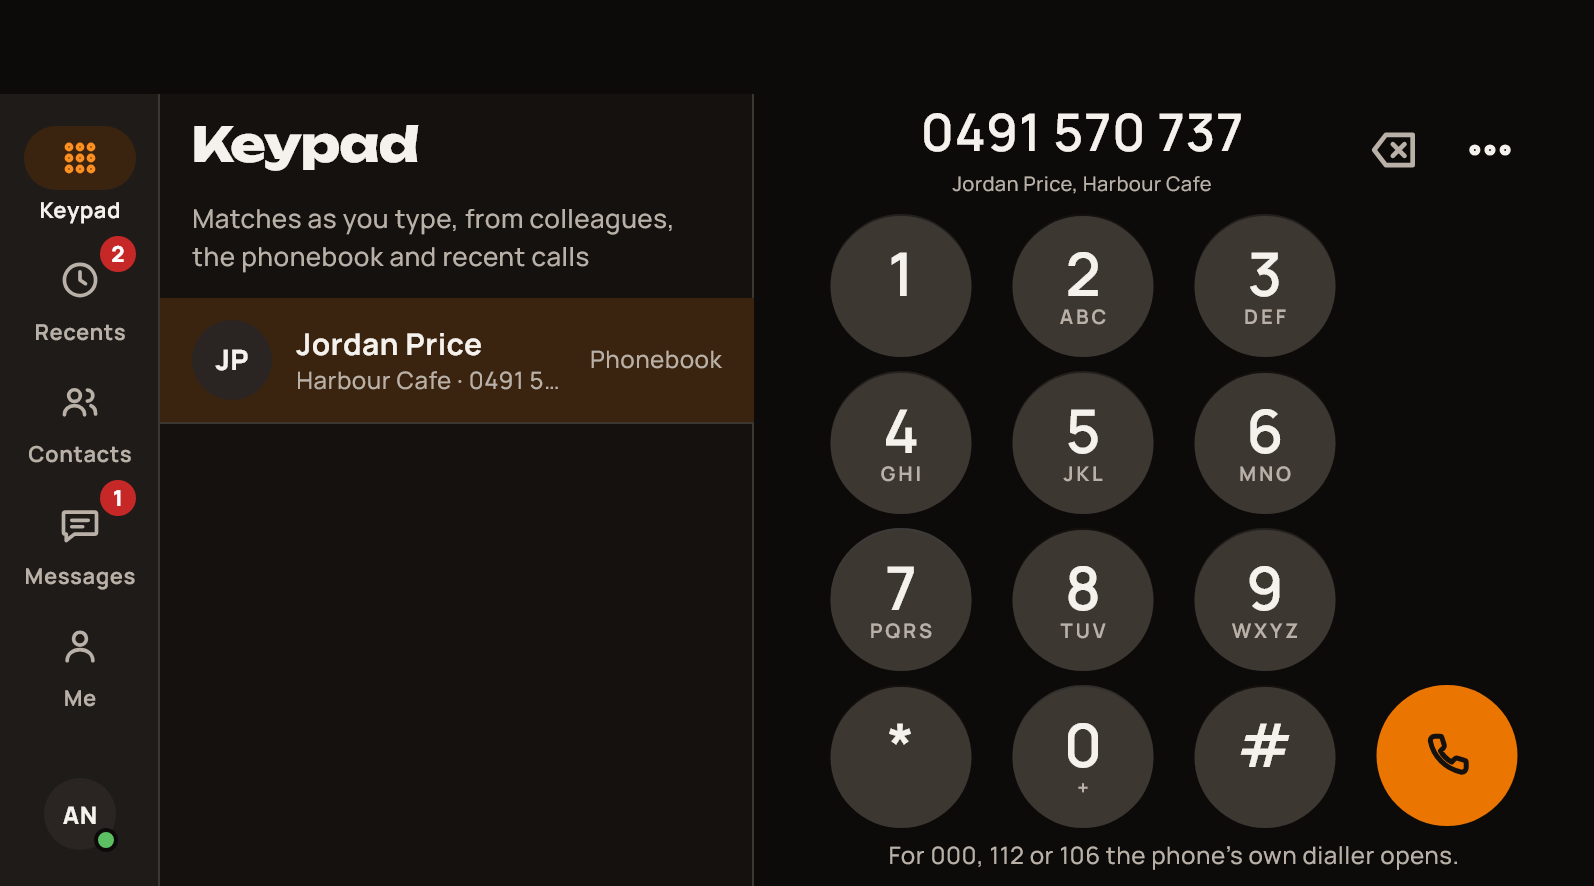 Keypad
2
Recents
Contacts
1
Messages
Me
AN
Keypad
Matches as you type, from colleagues,
the phonebook and recent calls
JP
Jordan Price
Harbour Cafe · 0491 5…
Phonebook
0491 570 737
Jordan Price, Harbour Cafe
1
2
ABC
3
DEF
4
GHI
5
JKL
6
MNO
7
PQRS
8
TUV
9
WXYZ
*
0
+
#
For 000, 112 or 106 the phone's own dialler opens.